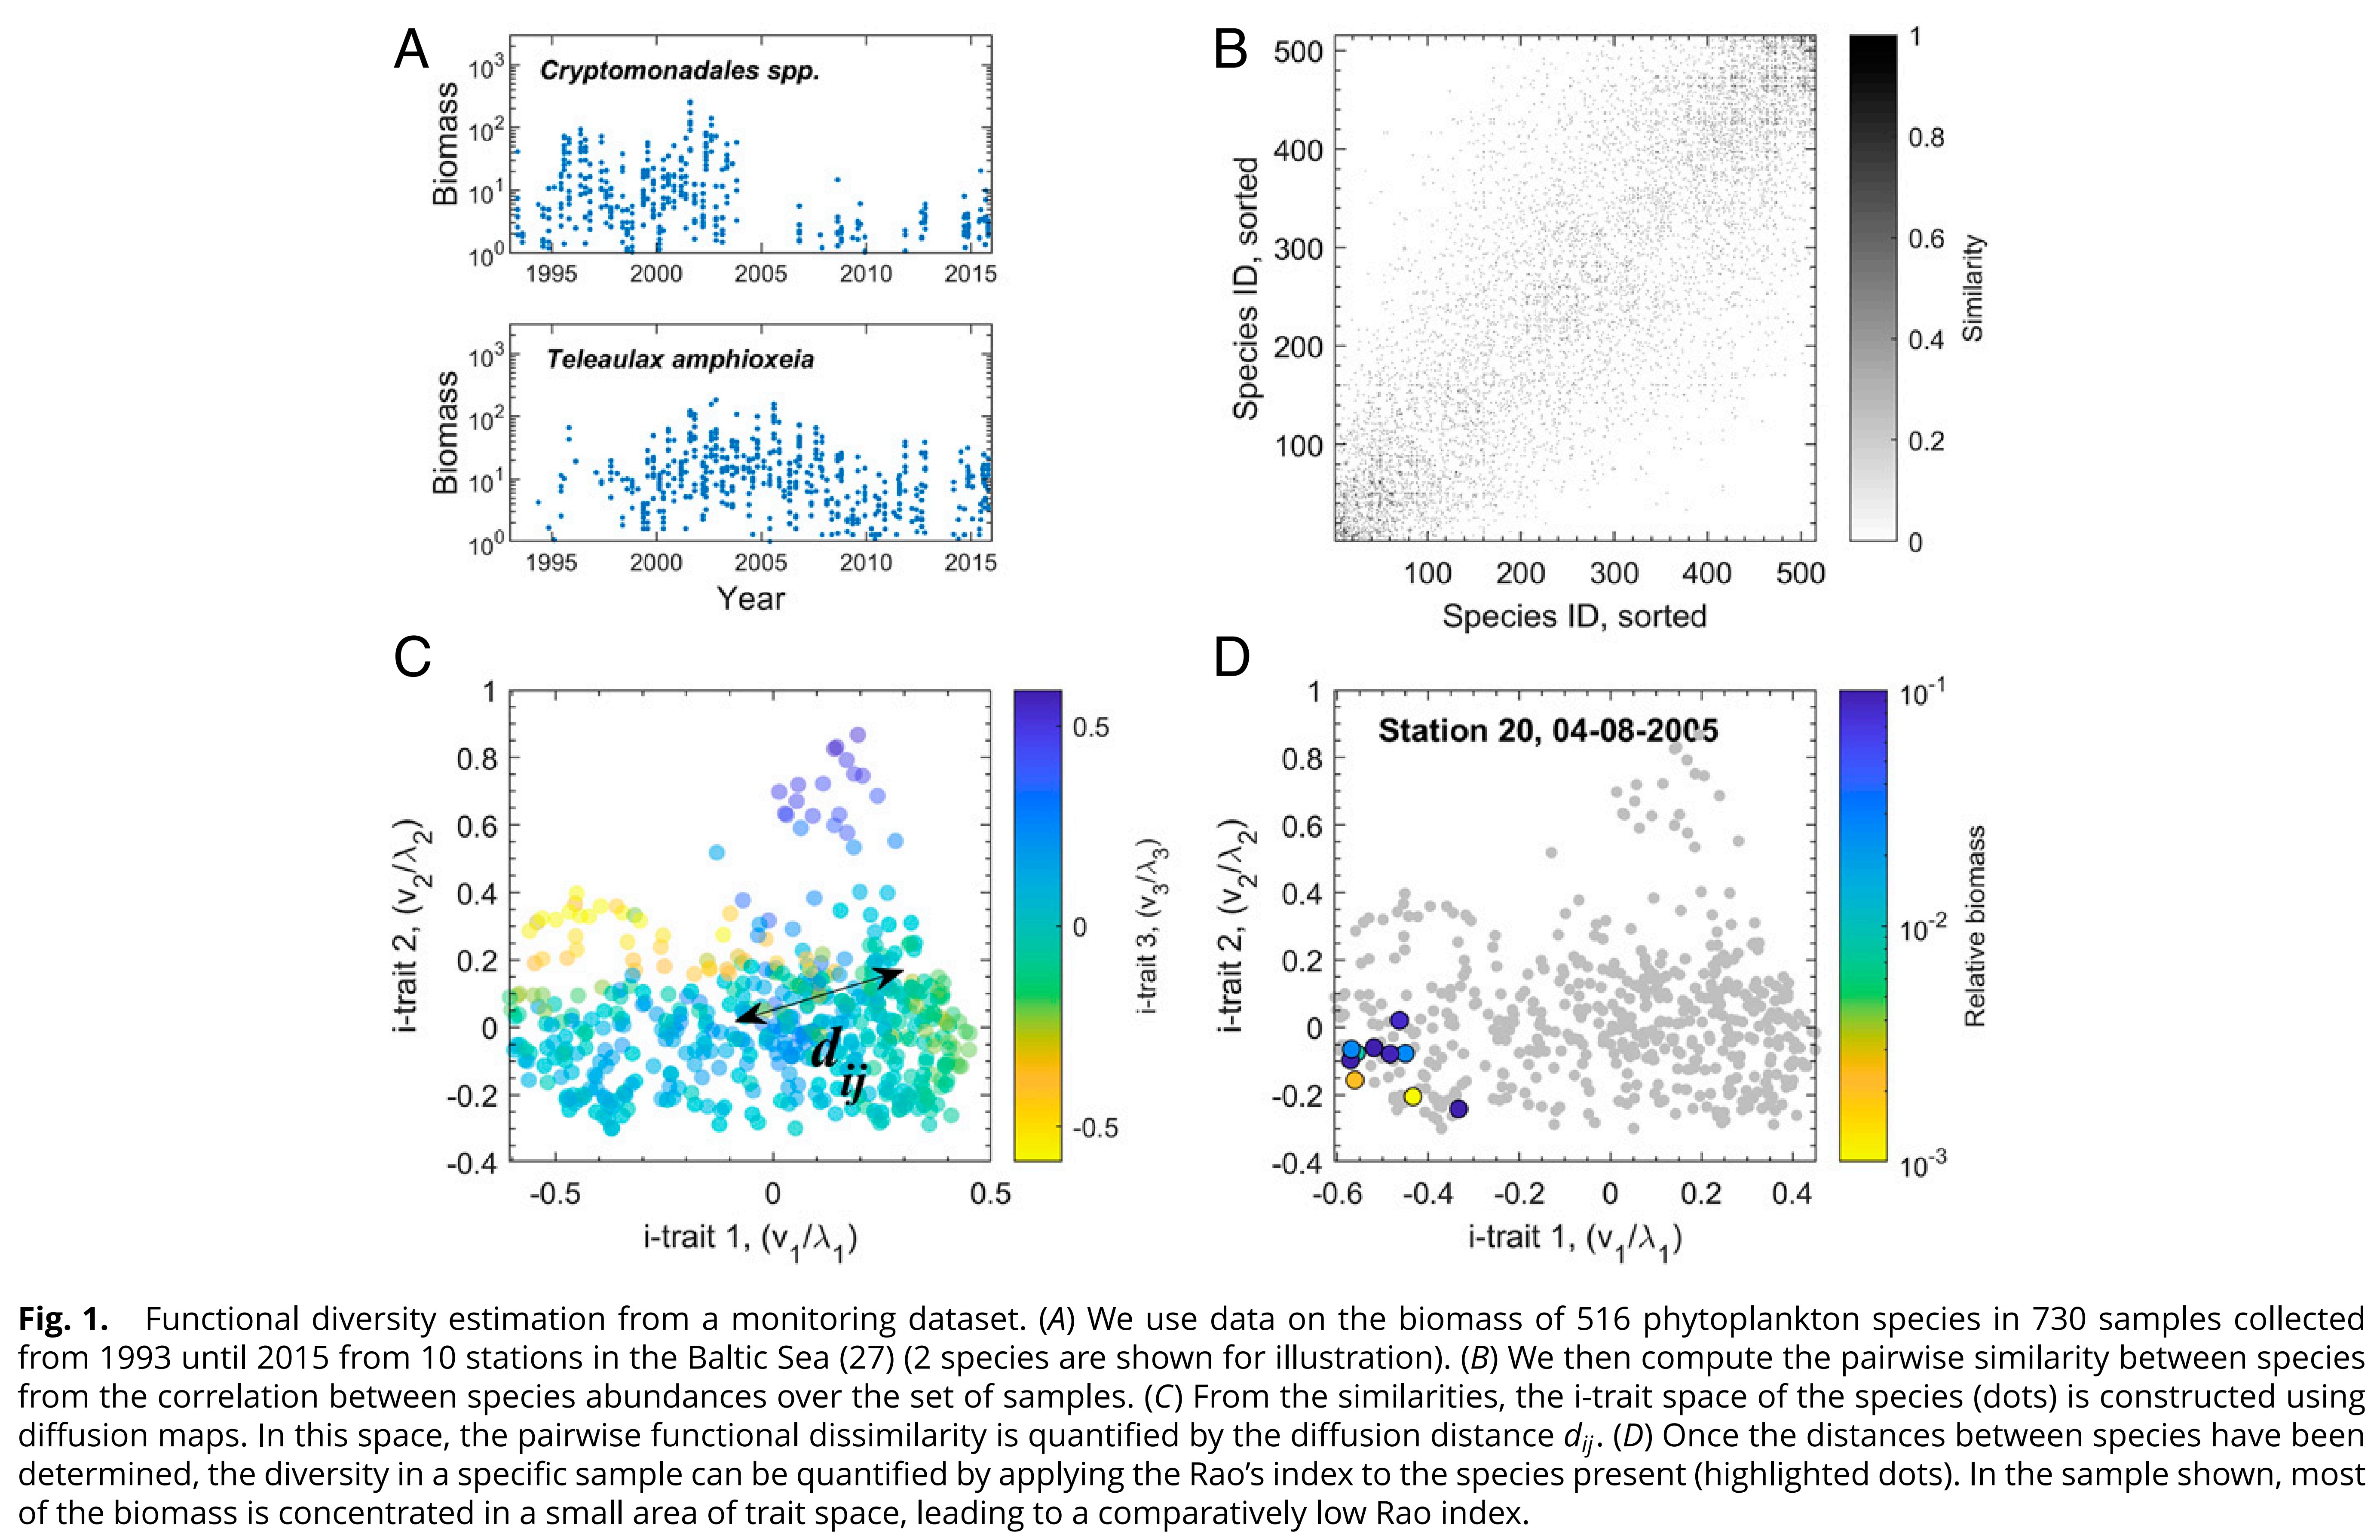 A
Cryptomonadales spp.
Biomass
10³
10²
10¹
10⁰
1995 2000 2005 2010 2015
Teleaulax amphioxeia
Biomass
10³
10²
10¹
10⁰
1995 2000 2005 2010 2015
Year
B
Species ID, sorted
500
400
300
200
100
100 200 300 400 500
Species ID, sorted
1
0.8
0.6
0.4
0.2
0
Similarity
C
i-trait 2, (v₂/λ₂)
1
0.8
0.6
0.4
0.2
0
-0.2
-0.4
d_ij
-0.5 0 0.5
i-trait 1, (v₁/λ₁)
0.5
0
-0.5
i-trait 3, (v₃/λ₃)
D
Station 20, 04-08-2005
i-trait 2, (v₂/λ₂)
1
0.8
0.6
0.4
0.2
0
-0.2
-0.4
-0.6 -0.4 -0.2 0 0.2 0.4
i-trait 1, (v₁/λ₁)
10⁻¹
10⁻²
10⁻³
Relative biomass
Fig. 1. Functional diversity estimation from a monitoring dataset. (A) We use data on the biomass of 516 phytoplankton species in 730 samples collected
from 1993 until 2015 from 10 stations in the Baltic Sea (27) (2 species are shown for illustration). (B) We then compute the pairwise similarity between species
from the correlation between species abundances over the set of samples. (C) From the similarities, the i-trait space of the species (dots) is constructed using
diffusion maps. In this space, the pairwise functional dissimilarity is quantified by the diffusion distance d_ij. (D) Once the distances between species have been
determined, the diversity in a specific sample can be quantified by applying the Rao’s index to the species present (highlighted dots). In the sample shown, most
of the biomass is concentrated in a small area of trait space, leading to a comparatively low Rao index.